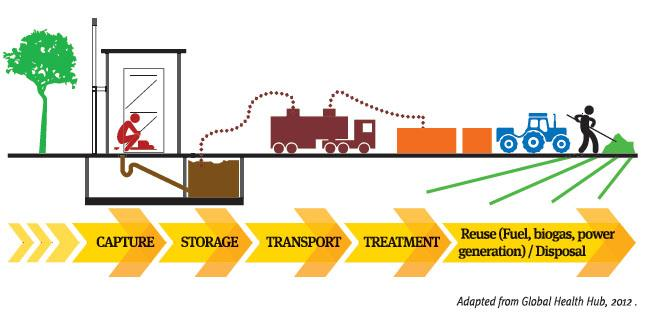 CAPTURE
STORAGE
TRANSPORT
TREATMENT
Reuse (Fuel, biogas, power
generation) / Disposal
Adapted from Global Health Hub, 2012 .